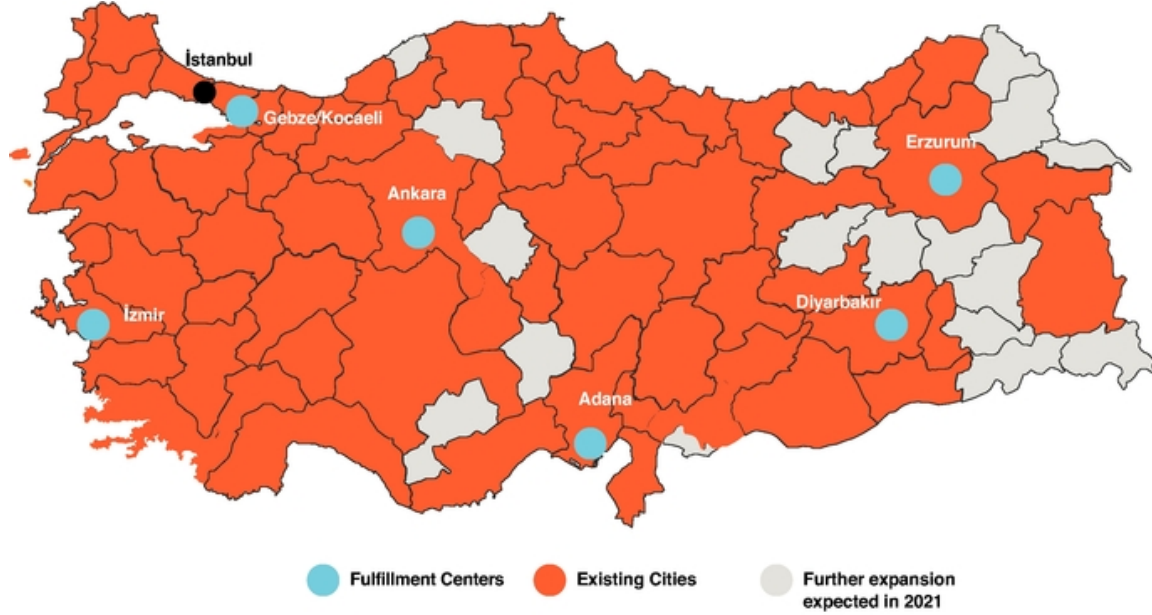 İstanbul
Gebze/Kocaeli
Erzurum
Ankara
Diyarbakır
İzmir
Adana
Fulfillment Centers
Existing Cities
Further expansion
expected in 2021